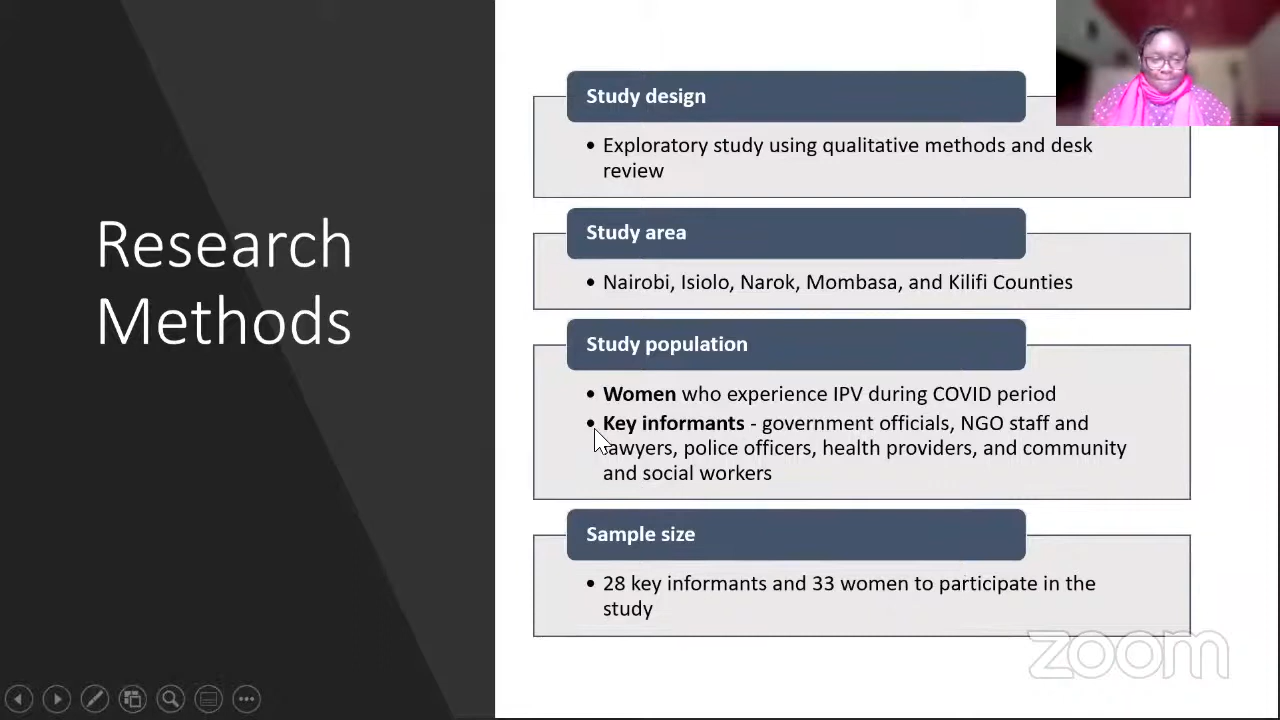 Research
Methods
Study design
• Exploratory study using qualitative methods and desk
review
Study area
• Nairobi, Isiolo, Narok, Mombasa, and Kilifi Counties
Study population
• Women who experience IPV during COVID period
• Key informants - government officials, NGO staff and
lawyers, police officers, health providers, and community
and social workers
Sample size
• 28 key informants and 33 women to participate in the
study
zoom